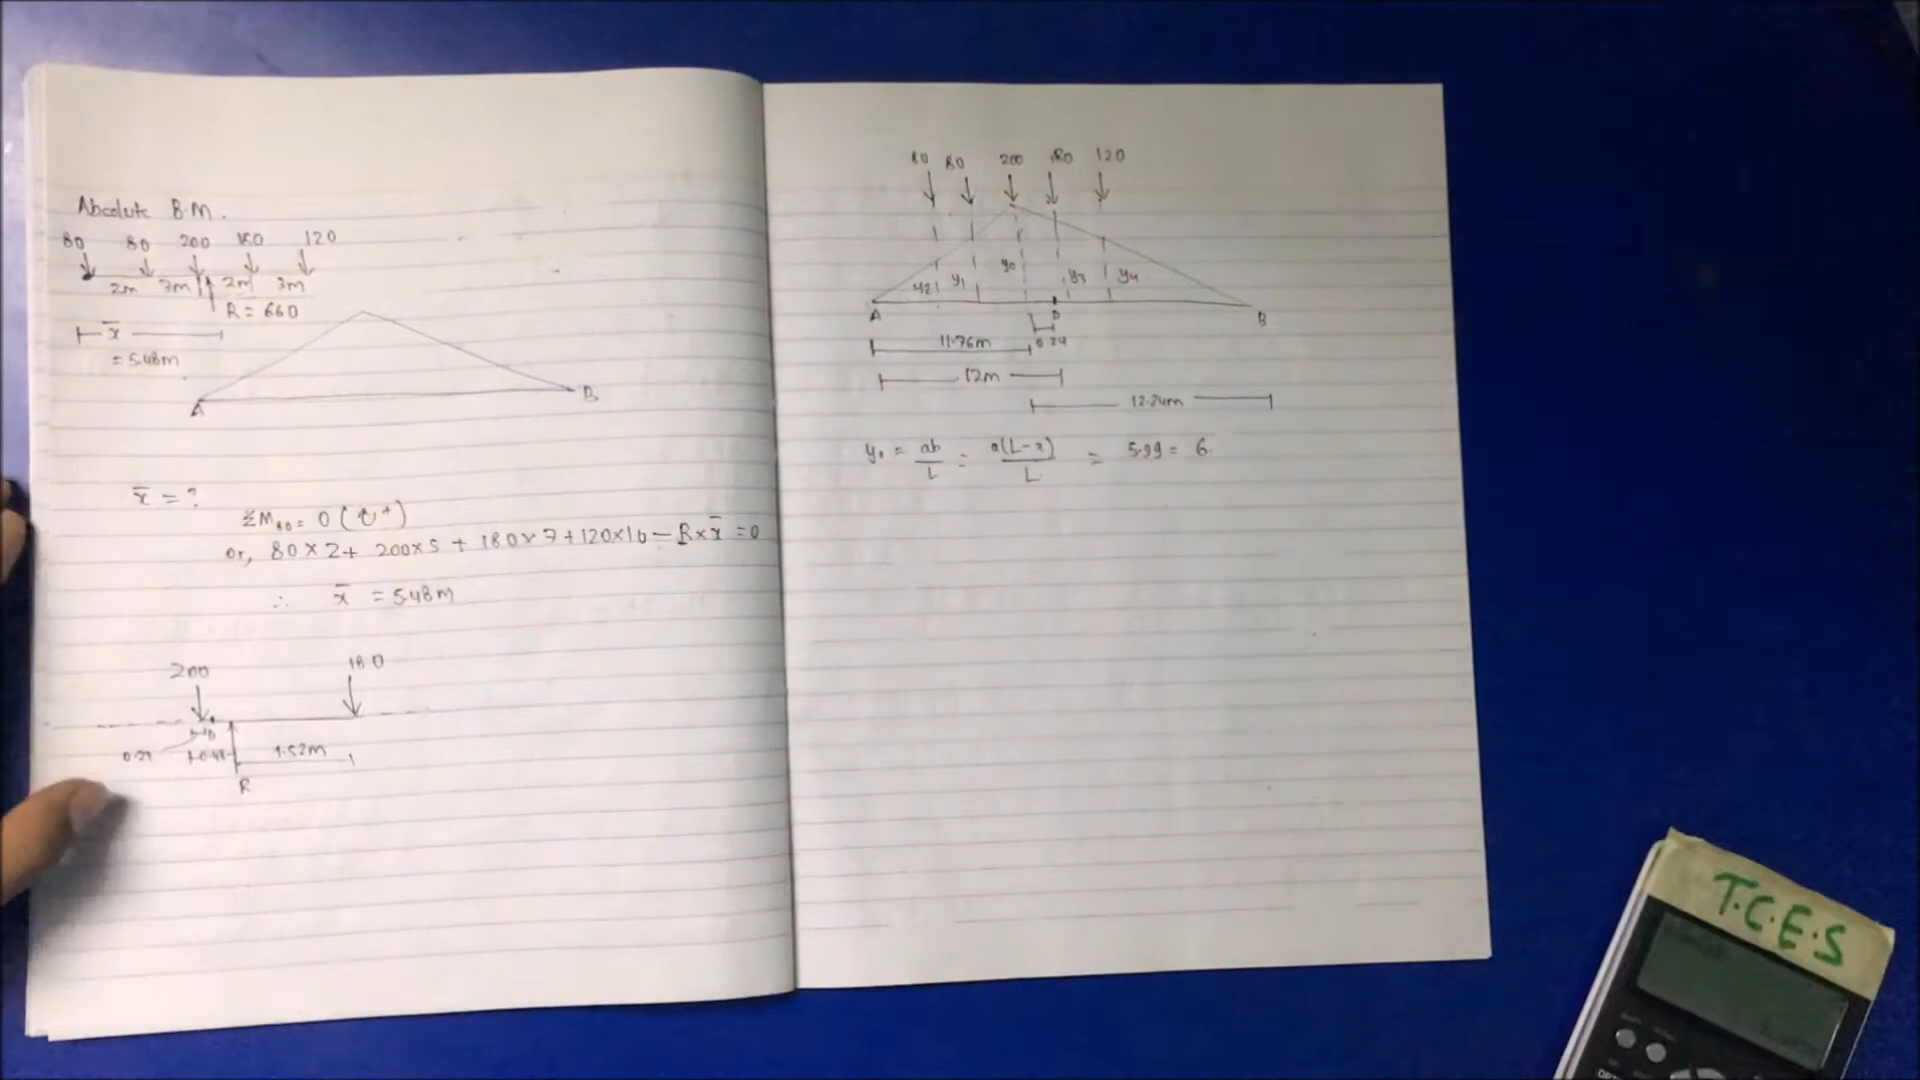 Absolute B.M.
80 80 200 180 120
2m 3m 2m 3m
R = 660
x̄
= 5.48m
A B
x̄ = ?
ΣM80 = 0 (↻+)
or, 80×2 + 200×5 + 180×7 + 120×10 − R×x̄ = 0
∴ x̄ = 5.48m
200 180
0.48 1.52m
R
80 80 200 180 120
y2 y1 y0 y3 y4
A D B
11.76m 0.24
12m
12.24m
y0 = ab/L = a(L-x)/L = 5.99 = 6.
T.C.E.S